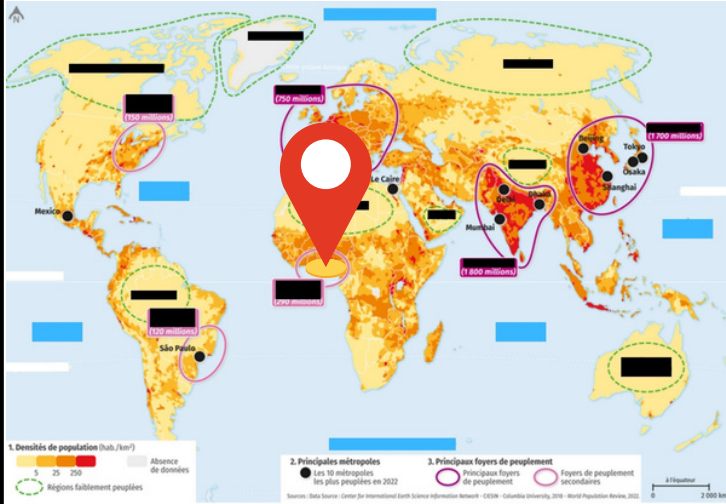 N
(750 millions)
(150 millions)
(1 700 millions)
Beijing
Tokyo
Osaka
Shanghai
Le Caire
Delhi
Dhaka
Mumbai
Mexico
(1 800 millions)
(290 millions)
(120 millions)
São Paulo
1. Densités de population (hab./km²)
5 25 250
Absence
de données
Régions faiblement peuplées
2. Principales métropoles
Les 10 métropoles
les plus peuplées en 2022
3. Principaux foyers de peuplement
Principaux foyers
de peuplement
Foyers de peuplement
secondaires
Sources : Data Source : Center for International Earth Science Information Network - CIESIN - Columbia University, 2018 - World Population Review, 2022.
à l'équateur
0 2 000